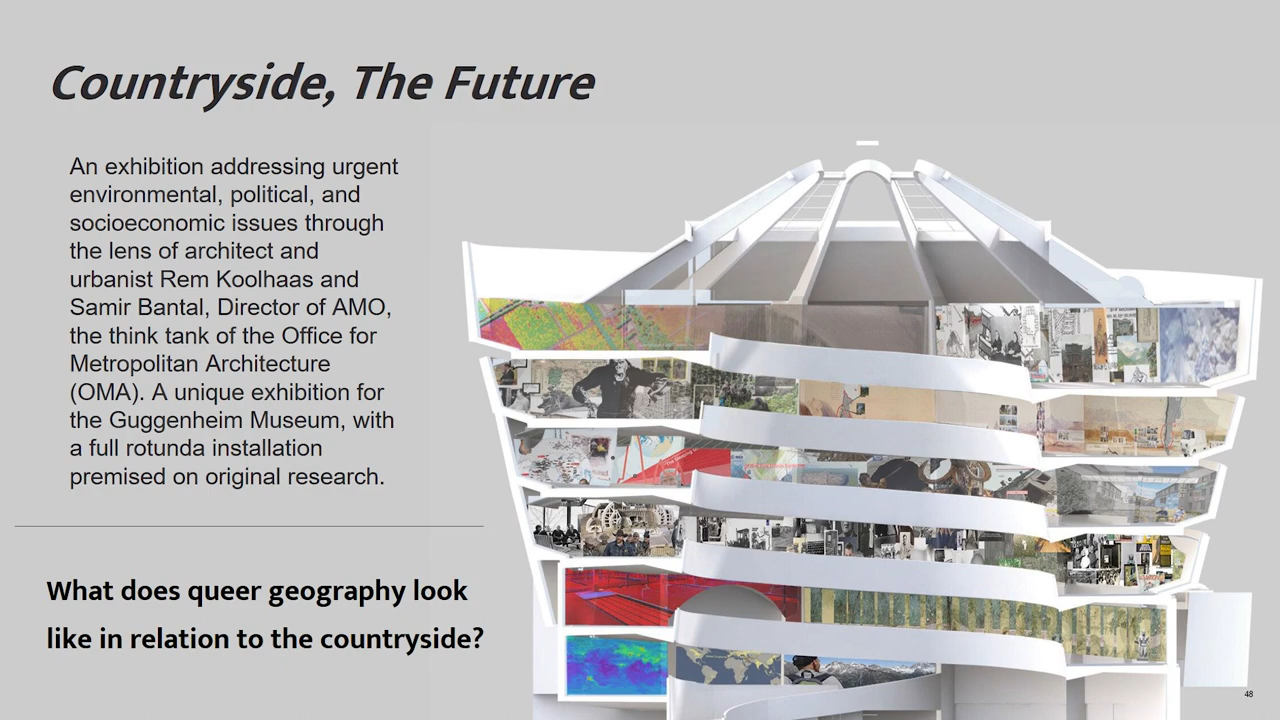 Countryside, The Future
An exhibition addressing urgent
environmental, political, and
socioeconomic issues through
the lens of architect and
urbanist Rem Koolhaas and
Samir Bantal, Director of AMO,
the think tank of the Office for
Metropolitan Architecture
(OMA). A unique exhibition for
the Guggenheim Museum, with
a full rotunda installation
premised on original research.
What does queer geography look
like in relation to the countryside?
48